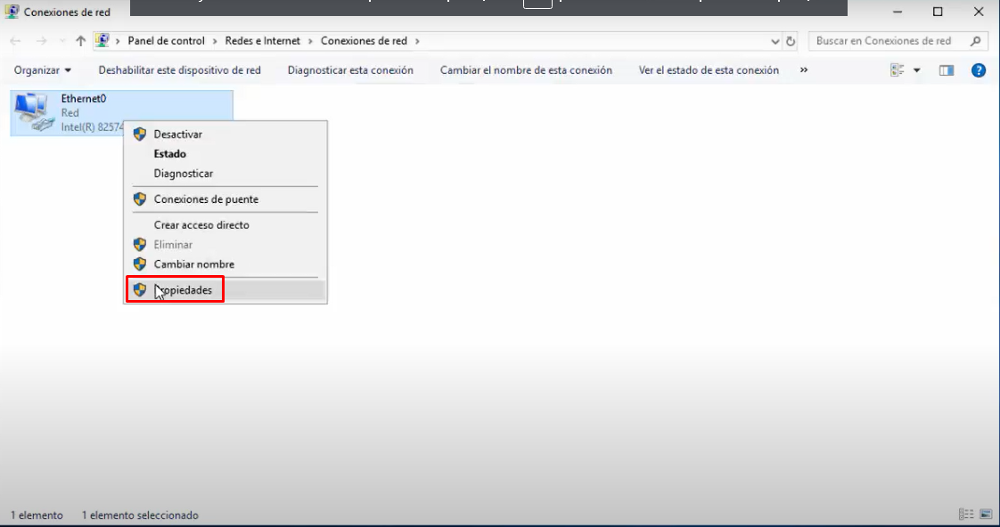 Conexiones de red
Panel de control > Redes e Internet > Conexiones de red >
Buscar en Conexiones de red
Organizar
Deshabilitar este dispositivo de red
Diagnosticar esta conexión
Cambiar el nombre de esta conexión
Ver el estado de esta conexión
»
Ethernet0
Red
Intel(R) 82574
Desactivar
Estado
Diagnosticar
Conexiones de puente
Crear acceso directo
Eliminar
Cambiar nombre
opiedades
1 elemento
1 elemento seleccionado